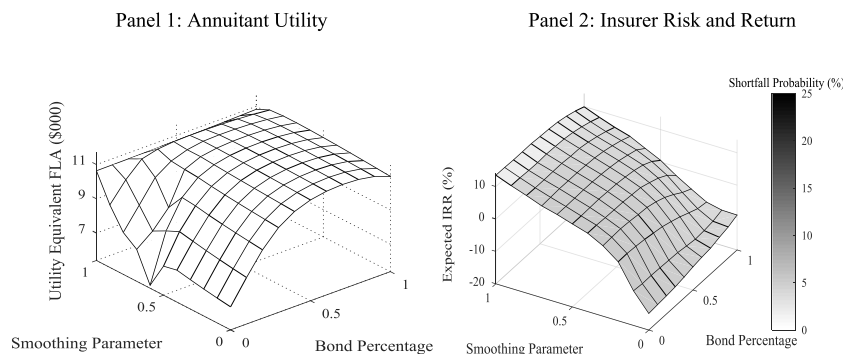 Panel 1: Annuitant Utility
Utility Equivalent FLA ($000)
11
9
7
1
0.5
0
Smoothing Parameter
0
0.5
1
Bond Percentage
Panel 2: Insurer Risk and Return
Shortfall Probability (%)
25
20
15
10
5
0
Expected IRR (%)
10
0
-10
-20
1
0.5
0
Smoothing Parameter
0
0.5
1
Bond Percentage